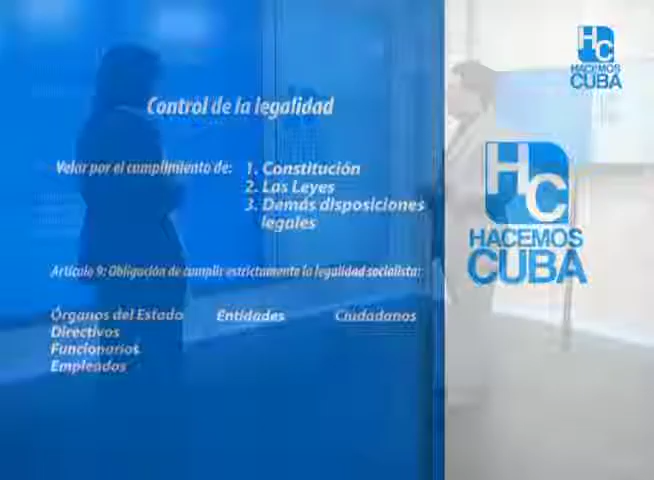 HC
HACEMOS
CUBA
Control de la legalidad
Velar por el cumplimiento de: 1. Constitución
2. Las Leyes
3. Demás disposiciones
legales
HC
HACEMOS
CUBA
Artículo 9: Obligación de cumplir estrictamente la legalidad socialista:
Órganos del Estado Entidades Ciudadanos
Directivos
Funcionarios
Empleados